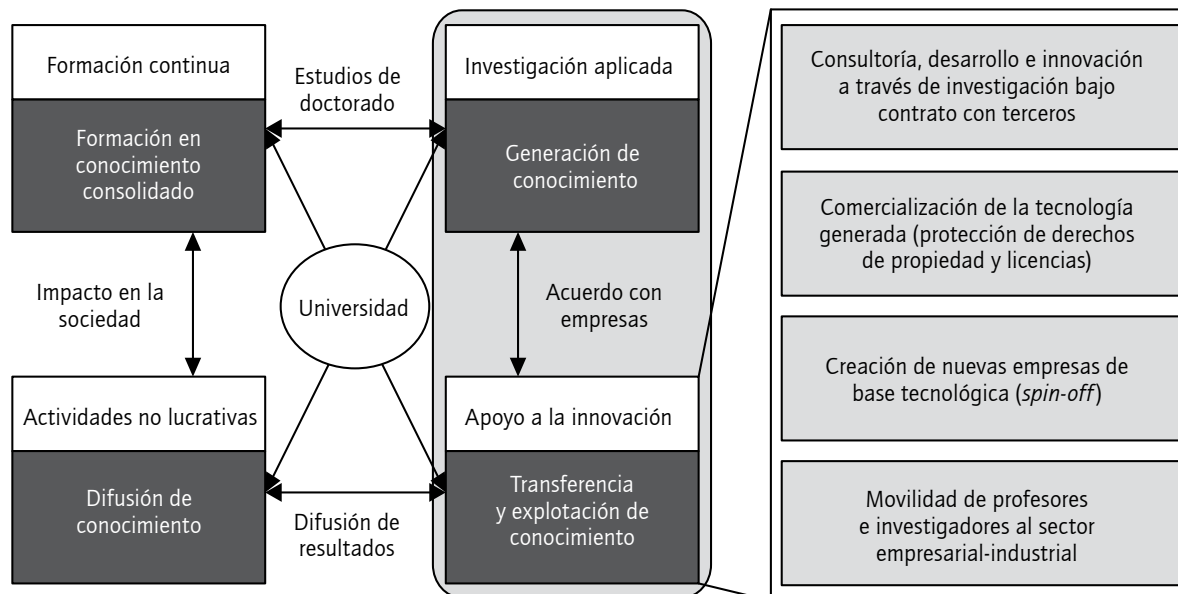 Formación continua
Formación en
conocimiento
consolidado
Estudios de
doctorado
Investigación aplicada
Generación de
conocimiento
Impacto en la
sociedad
Universidad
Acuerdo con
empresas
Actividades no lucrativas
Difusión de
conocimiento
Difusión de
resultados
Apoyo a la innovación
Transferencia
y explotación de
conocimiento
Consultoría, desarrollo e innovación
a través de investigación bajo
contrato con terceros
Comercialización de la tecnología
generada (protección de derechos
de propiedad y licencias)
Creación de nuevas empresas de
base tecnológica (spin-off)
Movilidad de profesores
e investigadores al sector
empresarial-industrial